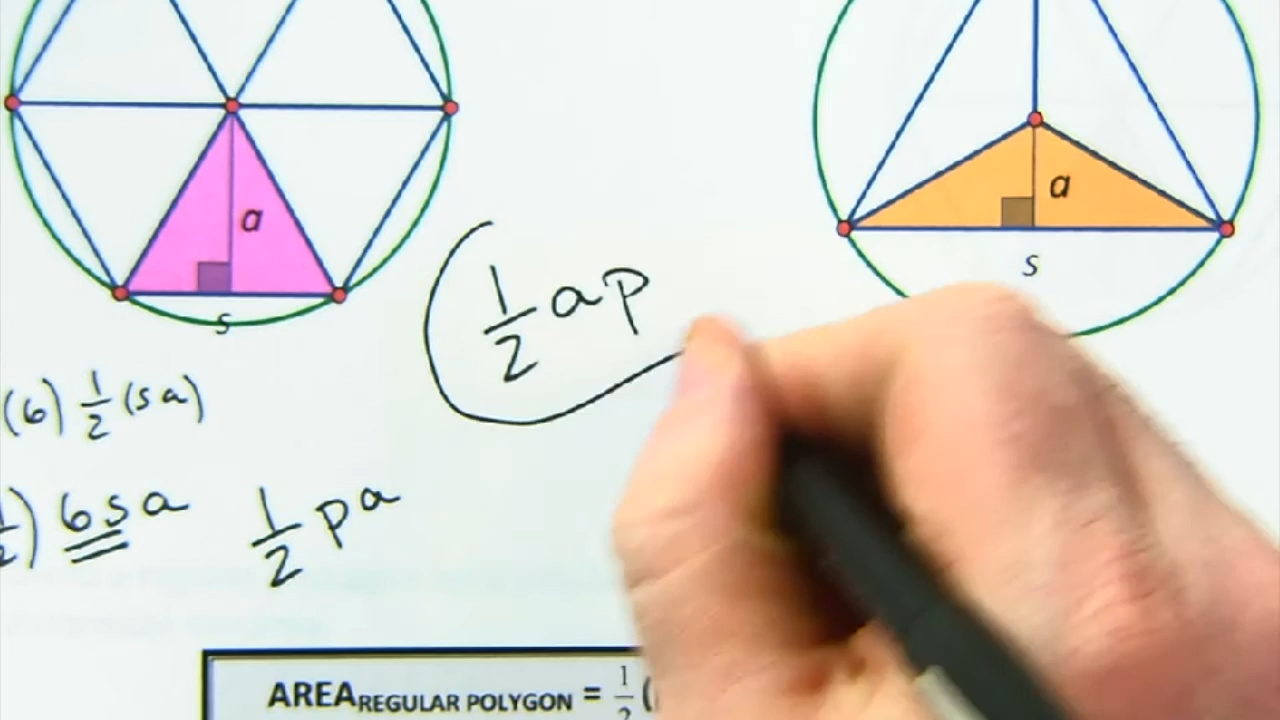 a
a
s
s
1/2 ap
(6) 1/2 (sa)
) 6sa
1/2 pa
AREA REGULAR POLYGON = 1/2 (